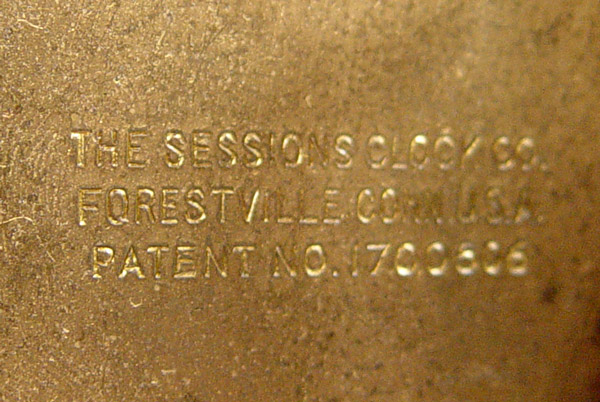 THE SESSIONS CLOCK CO.
FORESTVILLE CONN. U.S.A.
PATENT NO.